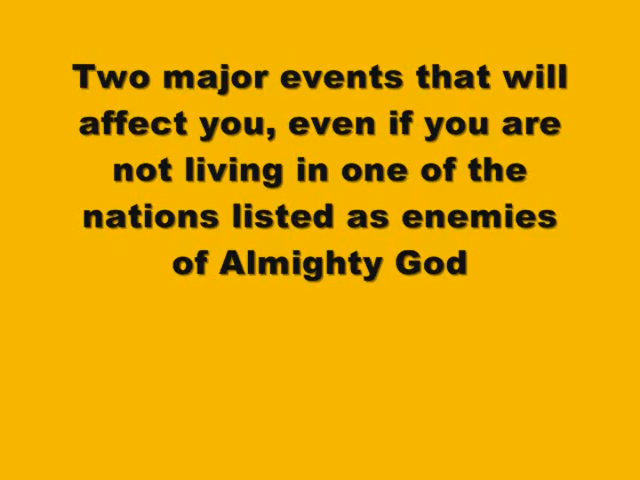 Two major events that will
affect you, even if you are
not living in one of the
nations listed as enemies
of Almighty God